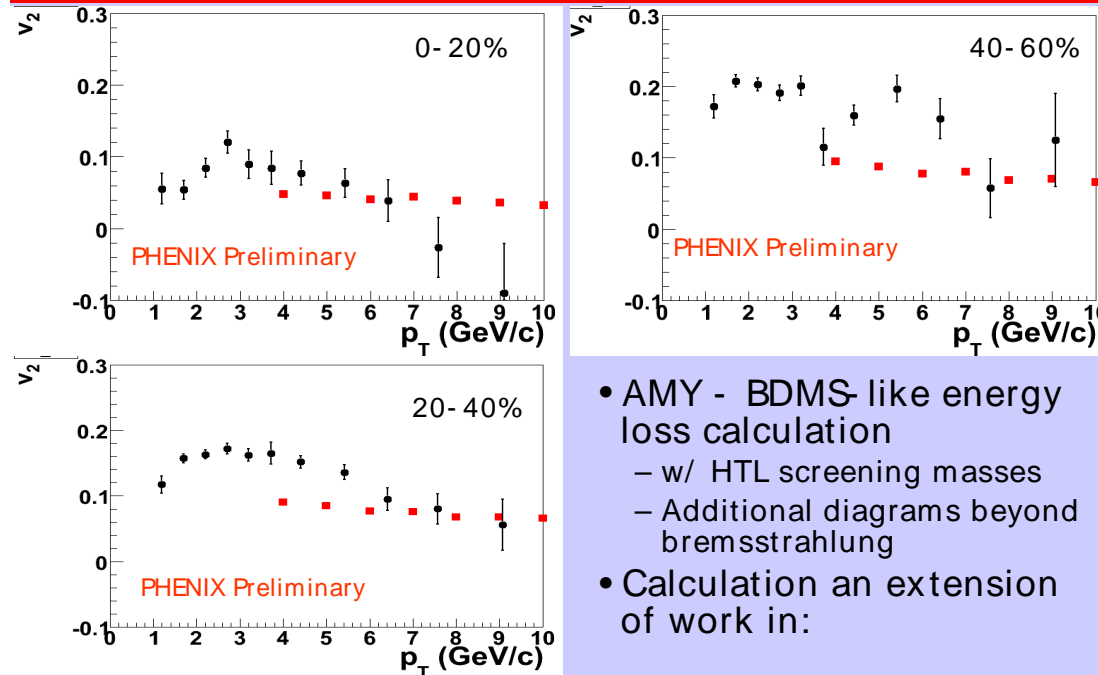 0.3
v2
0-20%
0.2
0.1
0
PHENIX Preliminary
-0.1
0 1 2 3 4 5 6 7 8 9 10
pT (GeV/c)
0.3
v2
40-60%
0.2
0.1
0
PHENIX Preliminary
-0.1
0 1 2 3 4 5 6 7 8 9 10
pT (GeV/c)
0.3
v2
20-40%
0.2
0.1
0
PHENIX Preliminary
-0.1
0 1 2 3 4 5 6 7 8 9 10
pT (GeV/c)
• AMY - BDMS-like energy
loss calculation
– w/ HTL screening masses
– Additional diagrams beyond
bremsstrahlung
• Calculation an extension
of work in: